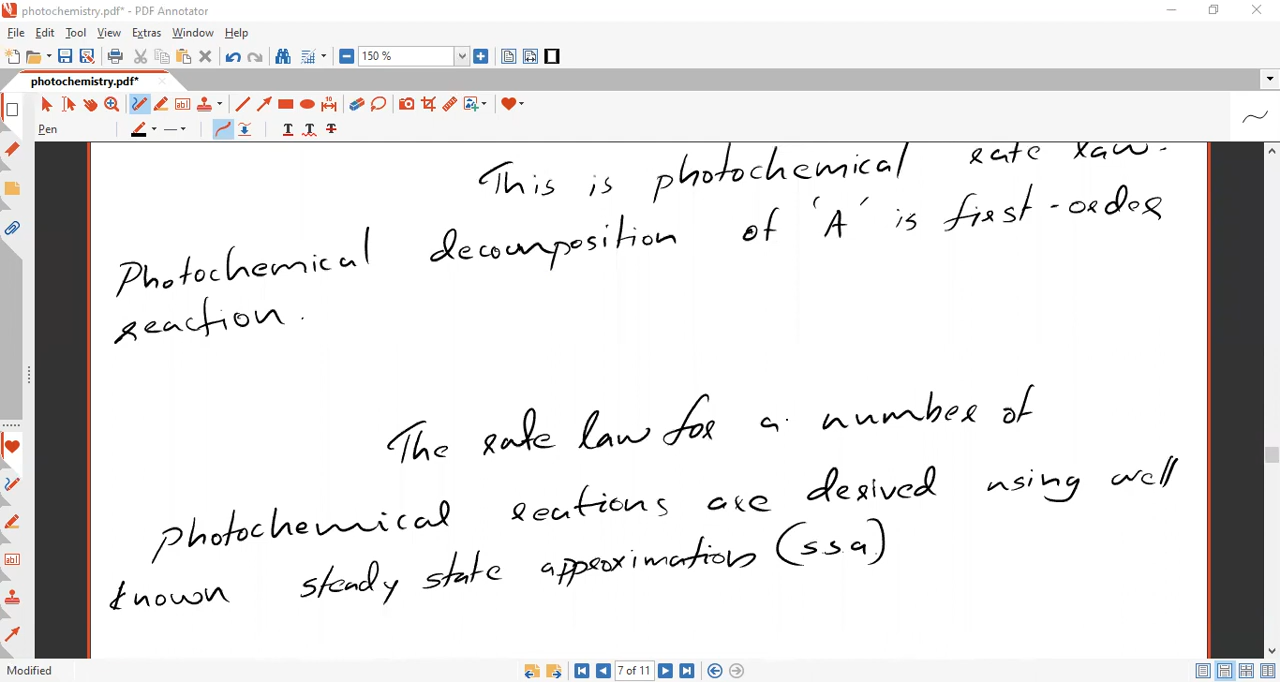 photochemistry.pdf* - PDF Annotator
File Edit Tool View Extras Window Help
150 %
photochemistry.pdf*
Pen
This is photochemical rate law.
Photochemical decomposition of 'A' is first-order
reaction.
The rate law for a number of
photochemical reations are derived using well
known steady state approximation (s.s.a.)
Modified
7 of 11